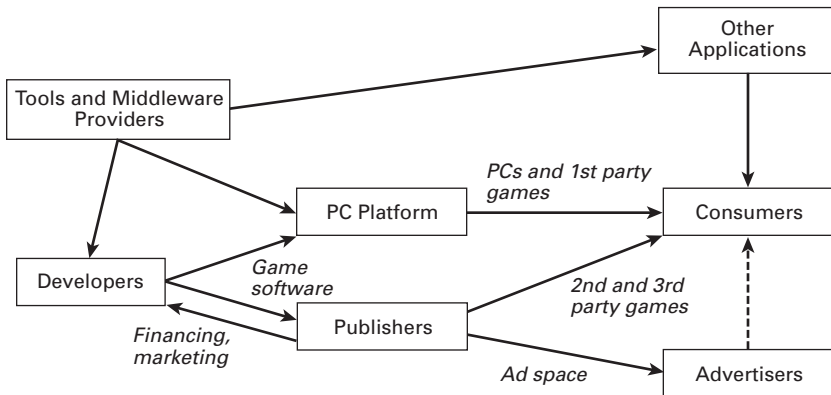 Other
Applications
Tools and Middleware
Providers
PCs and 1st party
games
PC Platform
Consumers
Developers
Game
software
2nd and 3rd
party games
Publishers
Financing,
marketing
Ad space
Advertisers